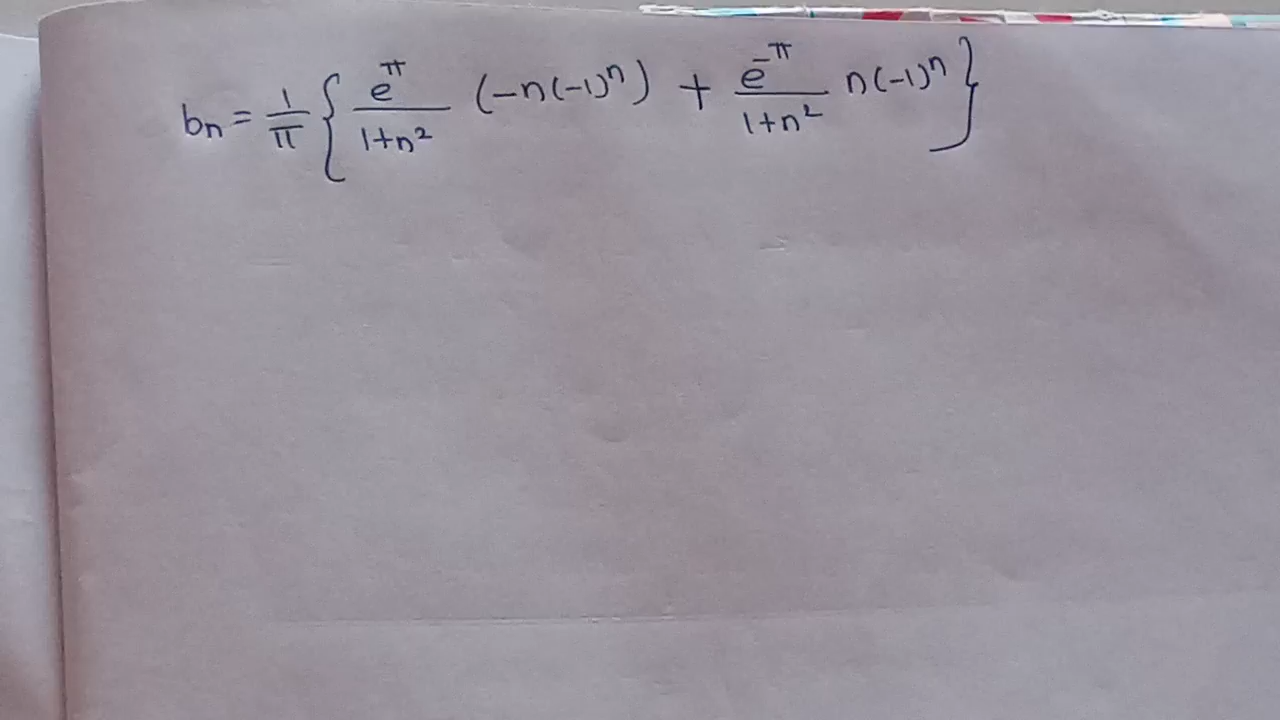 bn = 1/π { e^π/(1+n²) (-n(-1)^n) + e^-π/(1+n²) n(-1)^n }